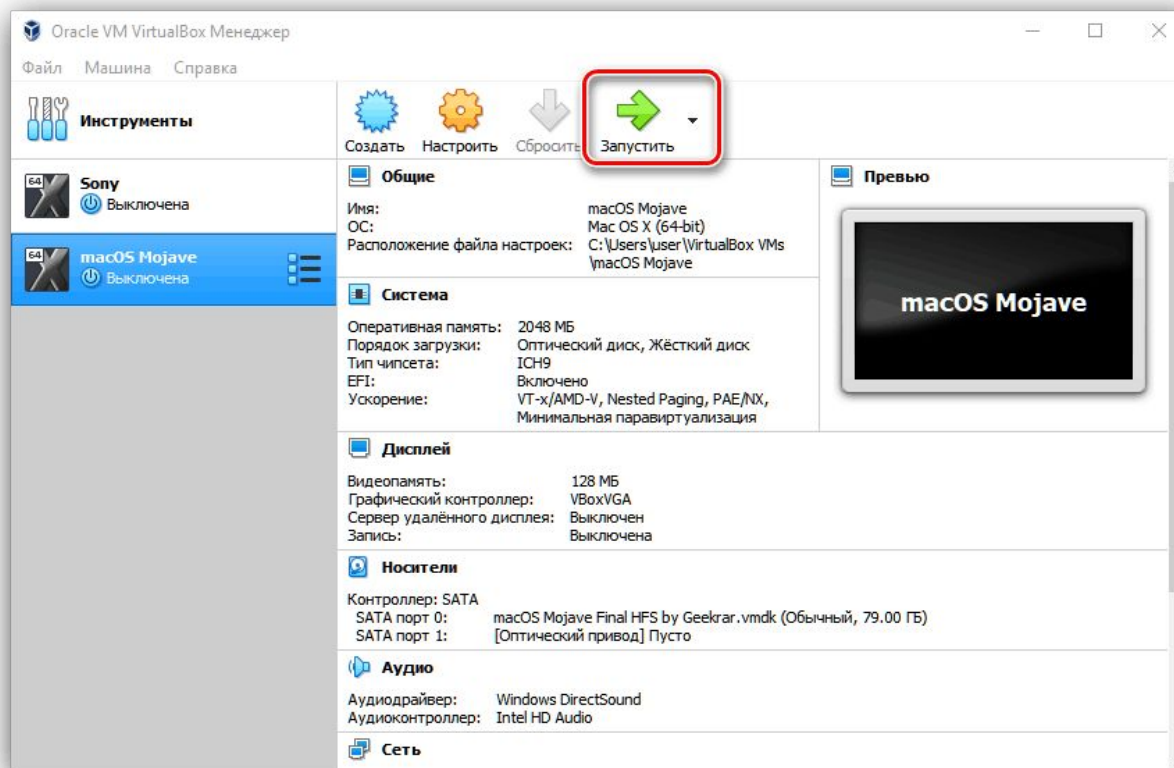 Oracle VM VirtualBox Менеджер
Файл Машина Справка
Инструменты
Создать Настроить Сбросить Запустить
64
Sony
Выключена
64
macOS Mojave
Выключена
Общие
Имя: macOS Mojave
ОС: Mac OS X (64-bit)
Расположение файла настроек: C:\Users\user\VirtualBox VMs
\macOS Mojave
Превью
macOS Mojave
Система
Оперативная память: 2048 МБ
Порядок загрузки: Оптический диск, Жёсткий диск
Тип чипсета: ICH9
EFI: Включено
Ускорение: VT-x/AMD-V, Nested Paging, PAE/NX,
Минимальная паравиртуализация
Дисплей
Видеопамять: 128 МБ
Графический контроллер: VBoxVGA
Сервер удалённого дисплея: Выключен
Запись: Выключена
Носители
Контроллер: SATA
SATA порт 0: macOS Mojave Final HFS by Geekrar.vmdk (Обычный, 79.00 ГБ)
SATA порт 1: [Оптический привод] Пусто
Аудио
Аудиодрайвер: Windows DirectSound
Аудиоконтроллер: Intel HD Audio
Сеть